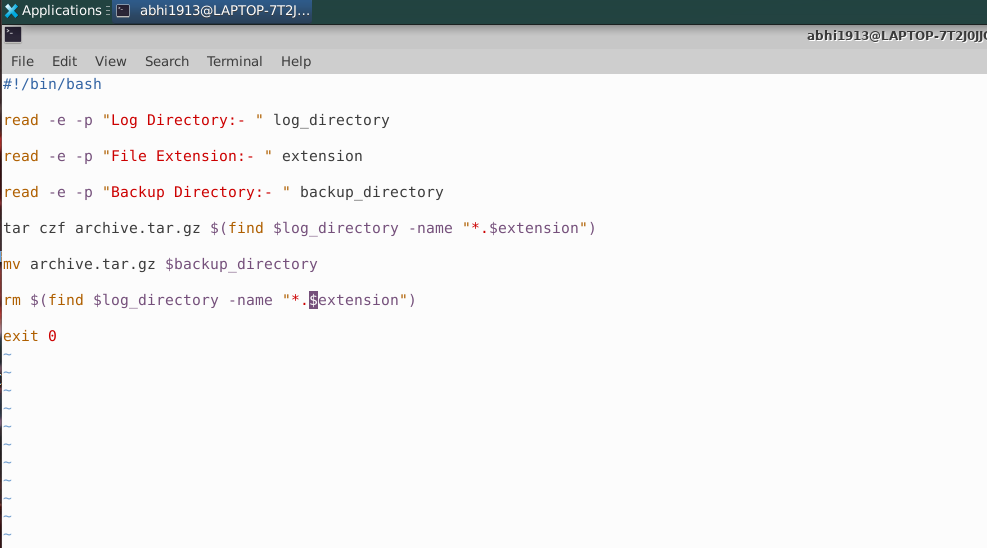 Applications
abhi1913@LAPTOP-7T2J...
abhi1913@LAPTOP-7T2J0JJ
File Edit View Search Terminal Help
#!/bin/bash
read -e -p "Log Directory:- " log_directory
read -e -p "File Extension:- " extension
read -e -p "Backup Directory:- " backup_directory
tar czf archive.tar.gz $(find $log_directory -name "*.$extension")
mv archive.tar.gz $backup_directory
rm $(find $log_directory -name "*.$extension")
exit 0
~
~
~
~
~
~
~
~
~
~
~